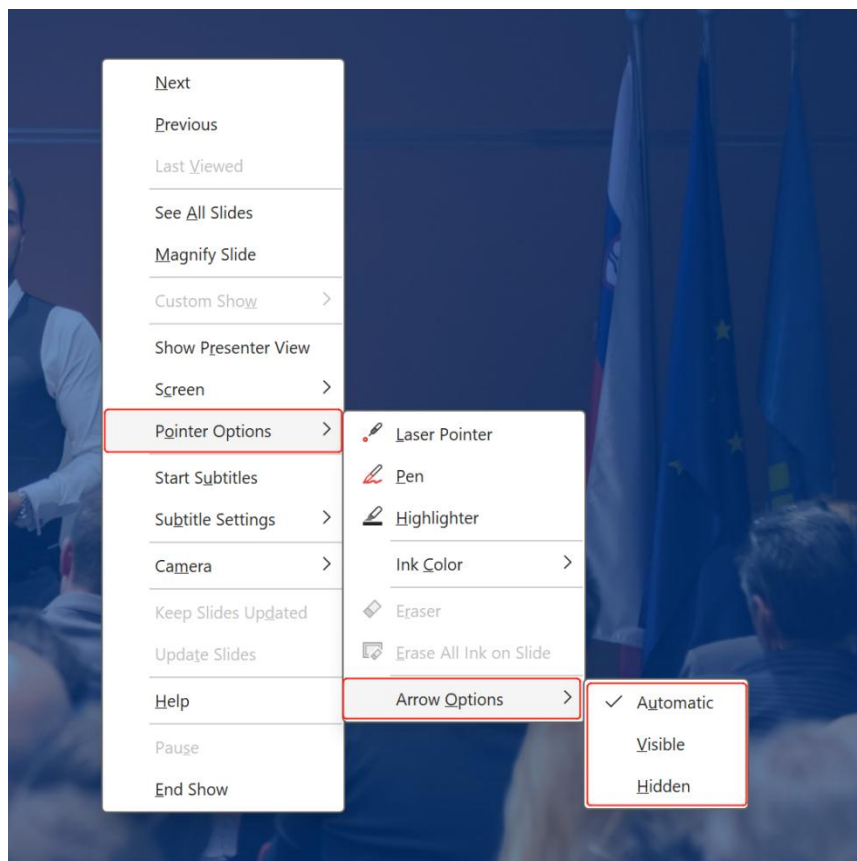 Next
Previous
Last Viewed
See All Slides
Magnify Slide
Custom Show
Show Presenter View
Screen
Pointer Options
Start Subtitles
Subtitle Settings
Camera
Keep Slides Updated
Update Slides
Help
Pause
End Show
Laser Pointer
Pen
Highlighter
Ink Color
Eraser
Erase All Ink on Slide
Arrow Options
Automatic
Visible
Hidden